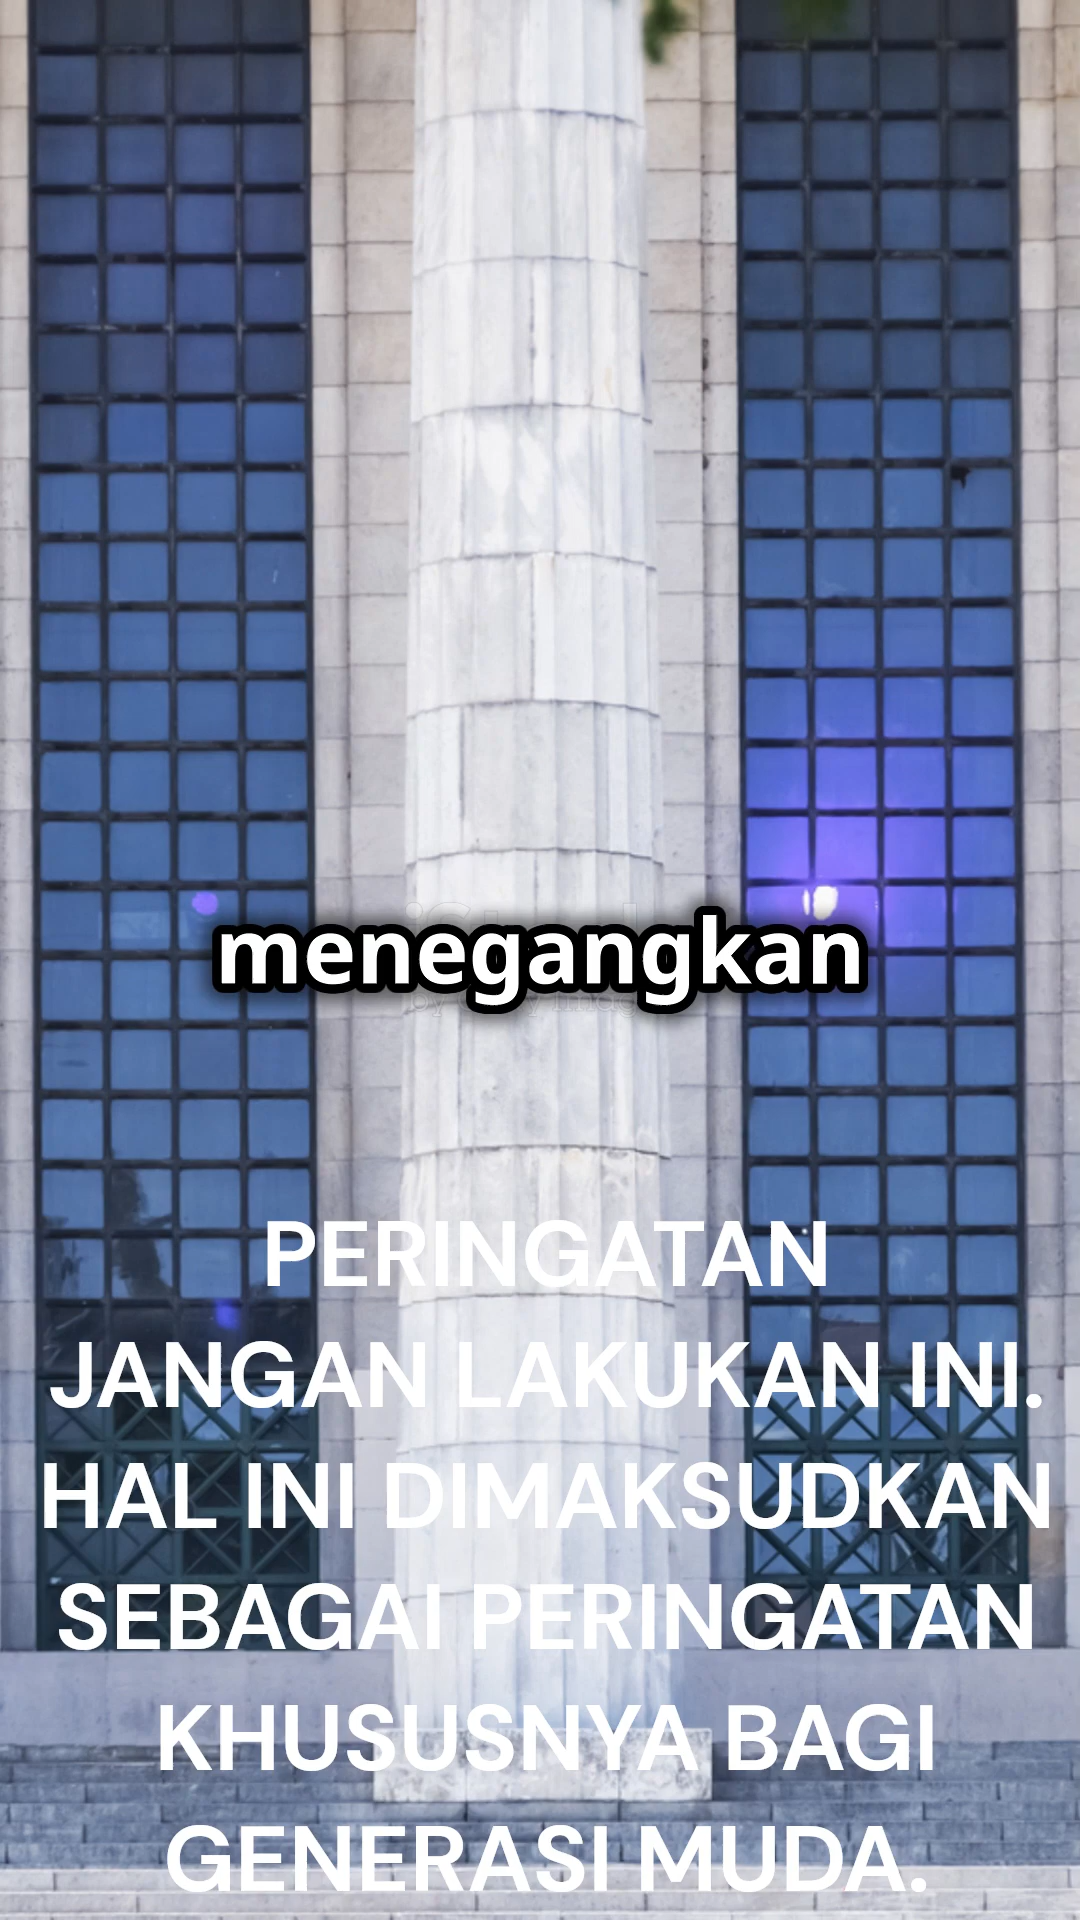 menegangkan
PERINGATAN
JANGAN LAKUKAN INI.
HAL INI DIMAKSUDKAN
SEBAGAI PERINGATAN
KHUSUSNYA BAGI
GENERASI MUDA.